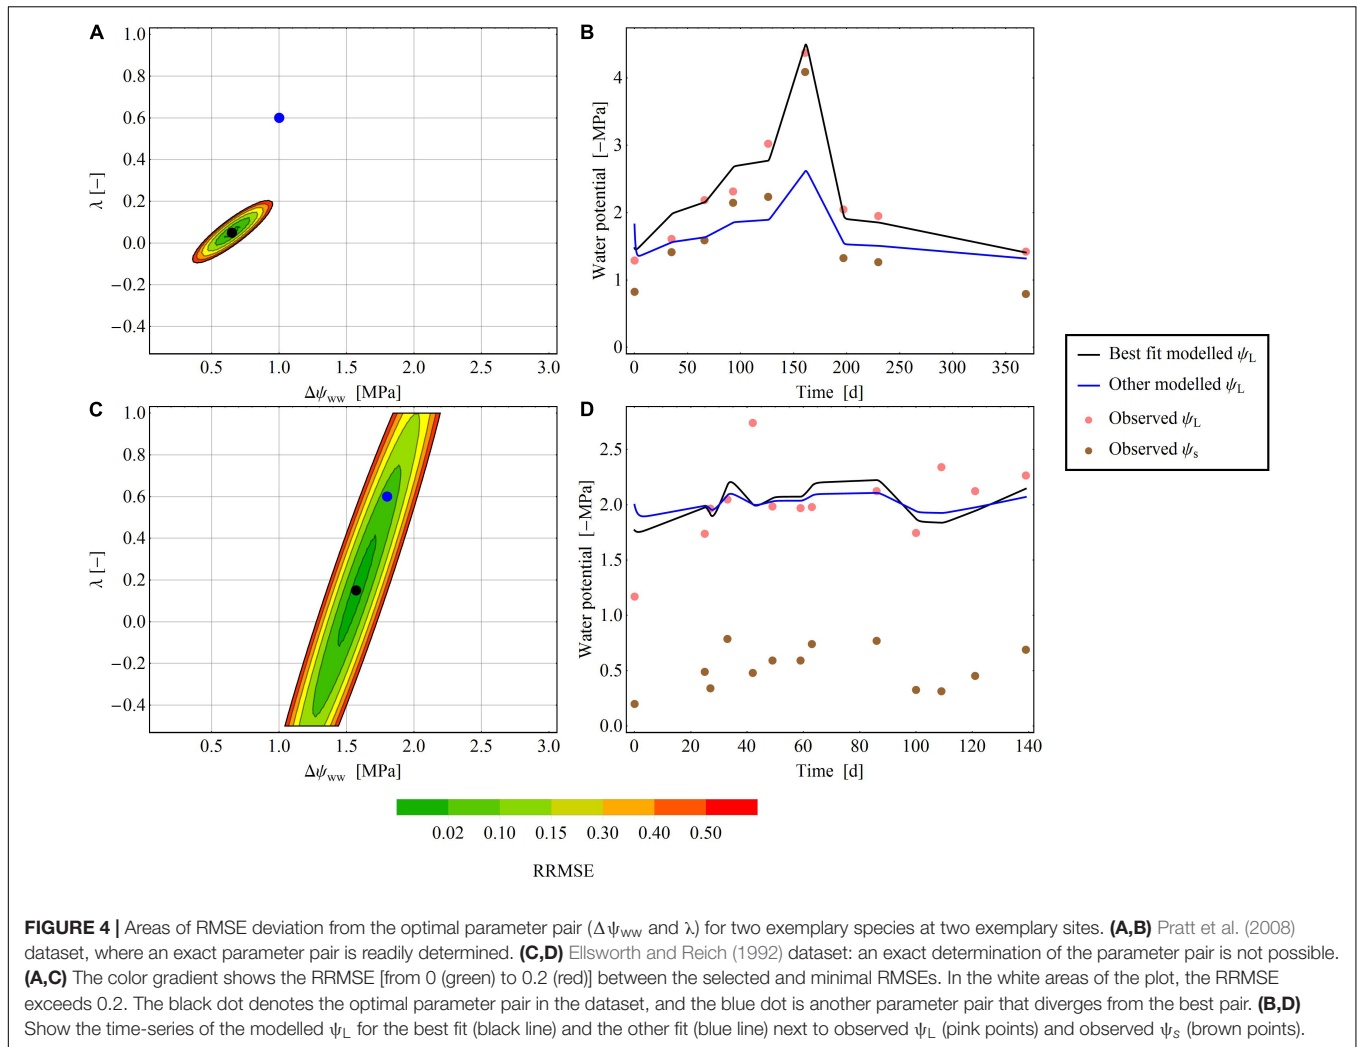 A
1.0
0.8
0.6
0.4
0.2
0.0
−0.2
−0.4
λ [-]
0.5 1.0 1.5 2.0 2.5 3.0
Δψww [MPa]
B
4
3
2
1
0
Water potential [−MPa]
0 50 100 150 200 250 300 350
Time [d]
Best fit modelled ψL
Other modelled ψL
Observed ψL
Observed ψs
C
1.0
0.8
0.6
0.4
0.2
0.0
−0.2
−0.4
λ [-]
0.5 1.0 1.5 2.0 2.5 3.0
Δψww [MPa]
D
2.5
2.0
1.5
1.0
0.5
0.0
Water potential [−MPa]
0 20 40 60 80 100 120 140
Time [d]
0.02 0.10 0.15 0.30 0.40 0.50
RRMSE
FIGURE 4 | Areas of RMSE deviation from the optimal parameter pair (Δψww and λ) for two exemplary species at two exemplary sites. (A,B) Pratt et al. (2008)
dataset, where an exact parameter pair is readily determined. (C,D) Ellsworth and Reich (1992) dataset: an exact determination of the parameter pair is not possible.
(A,C) The color gradient shows the RRMSE [from 0 (green) to 0.2 (red)] between the selected and minimal RMSEs. In the white areas of the plot, the RRMSE
exceeds 0.2. The black dot denotes the optimal parameter pair in the dataset, and the blue dot is another parameter pair that diverges from the best pair. (B,D)
Show the time-series of the modelled ψL for the best fit (black line) and the other fit (blue line) next to observed ψL (pink points) and observed ψs (brown points).